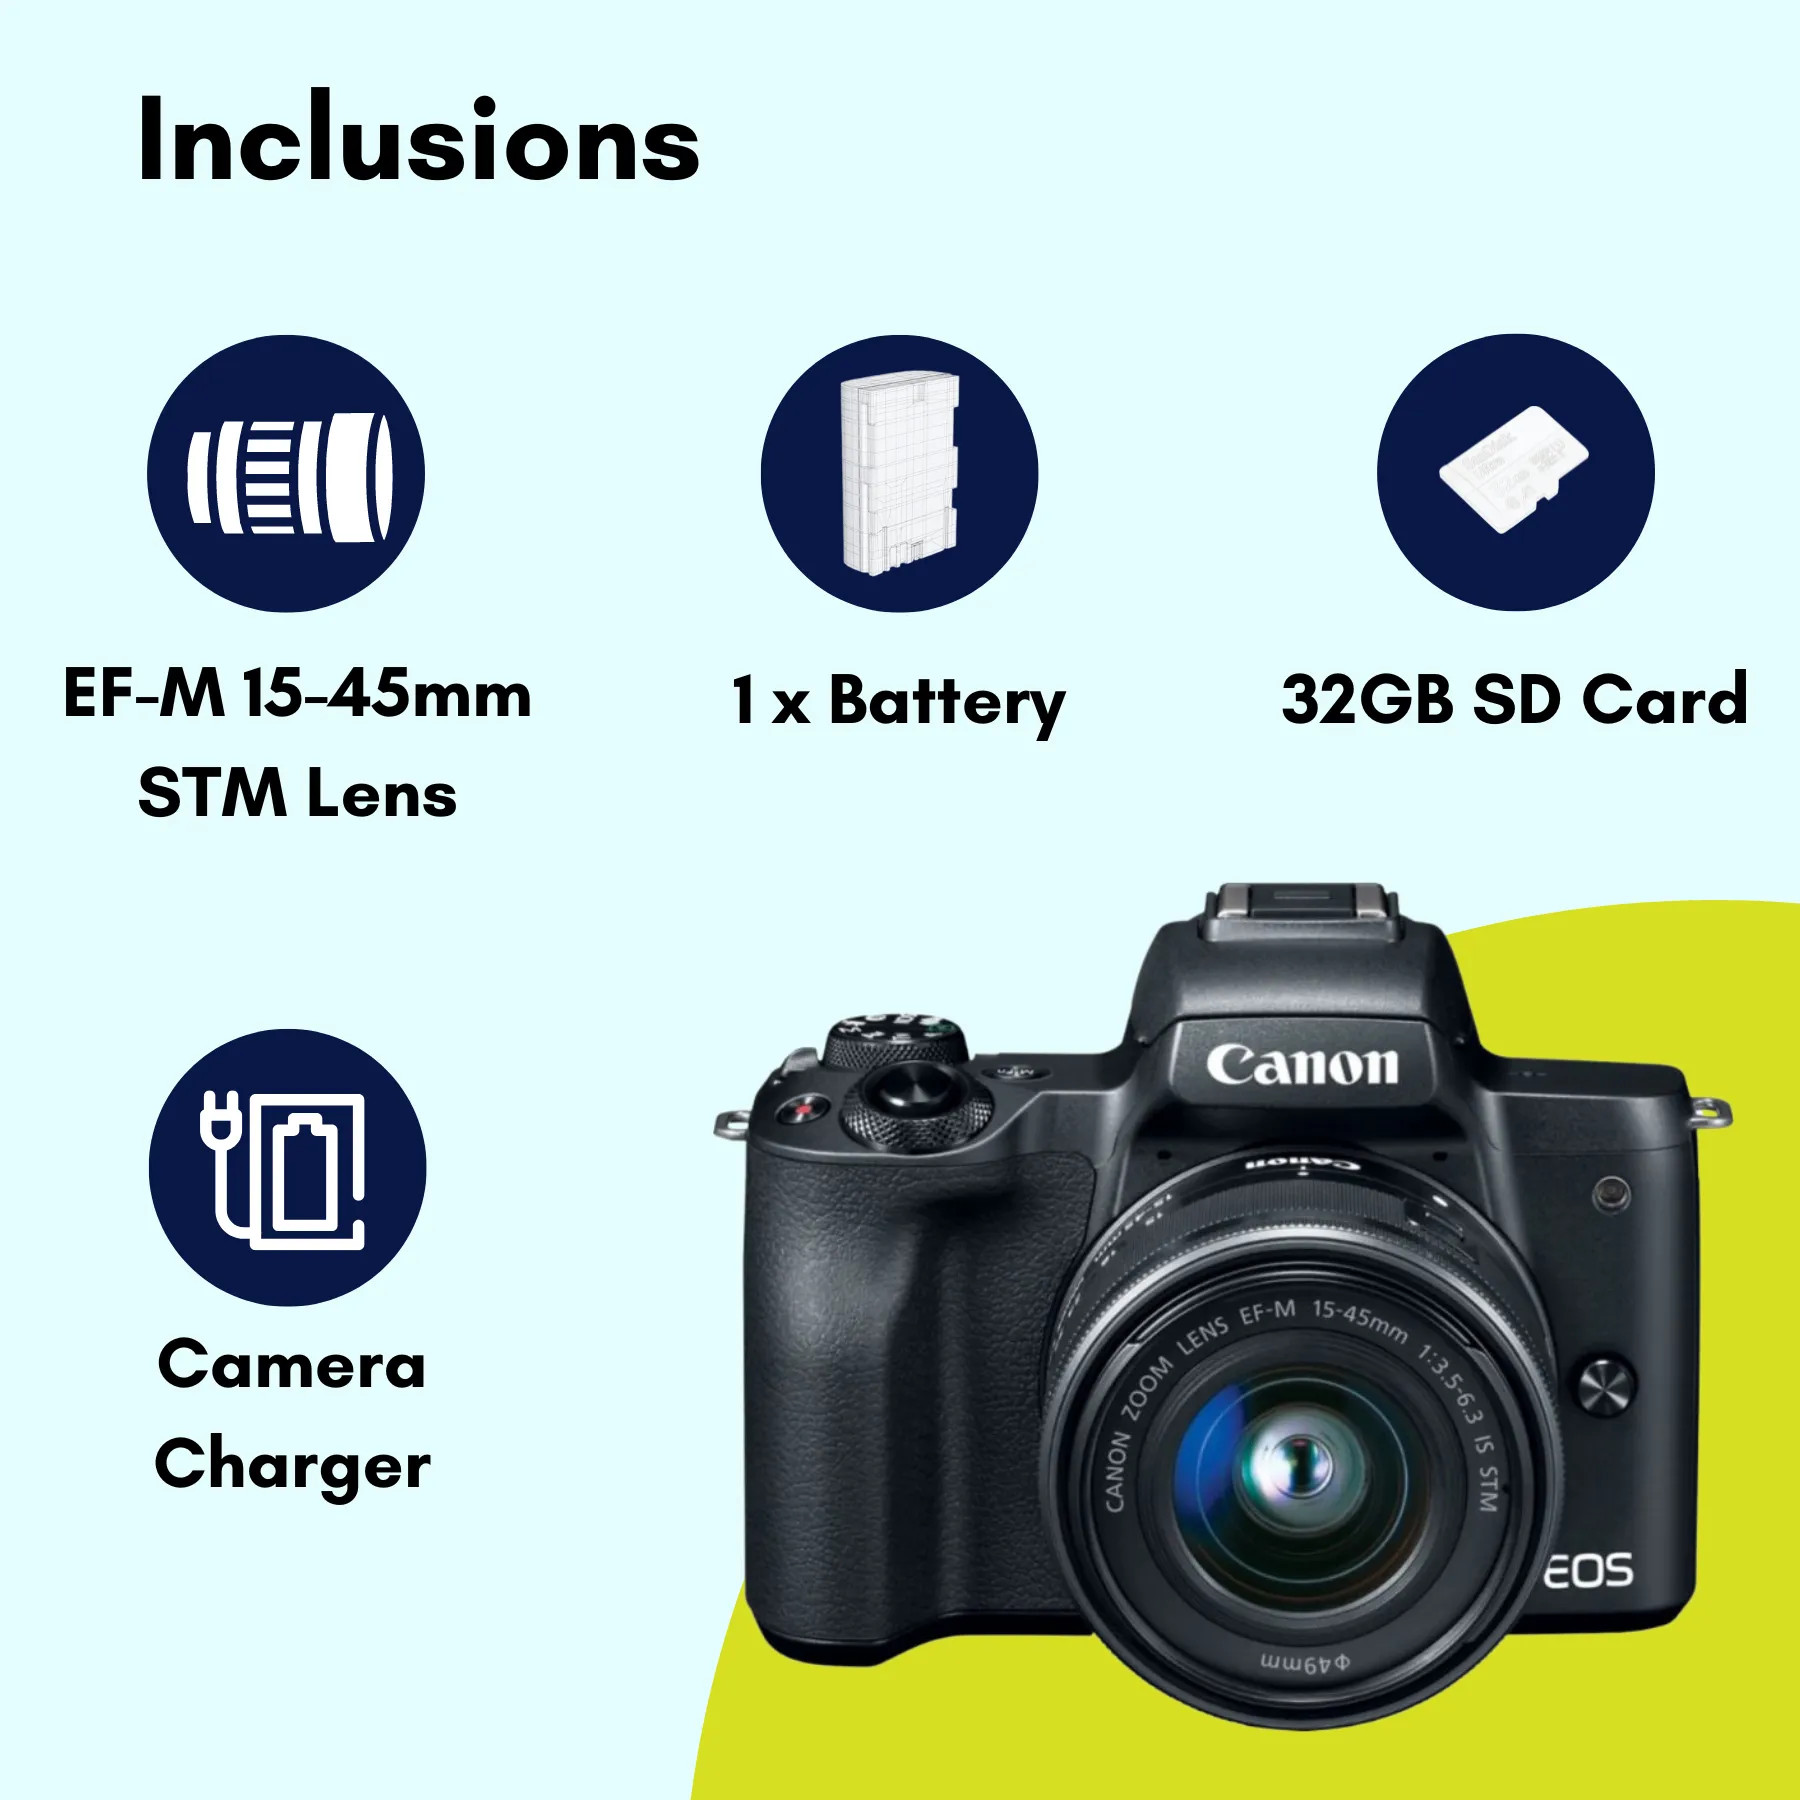 Inclusions
EF-M 15-45mm
STM Lens
1 x Battery
32GB SD Card
Camera
Charger
Canon
Canon
CANON ZOOM LENS EF-M 15-45mm 1:3.5-6.3 IS STM
EOS
Φ49mm